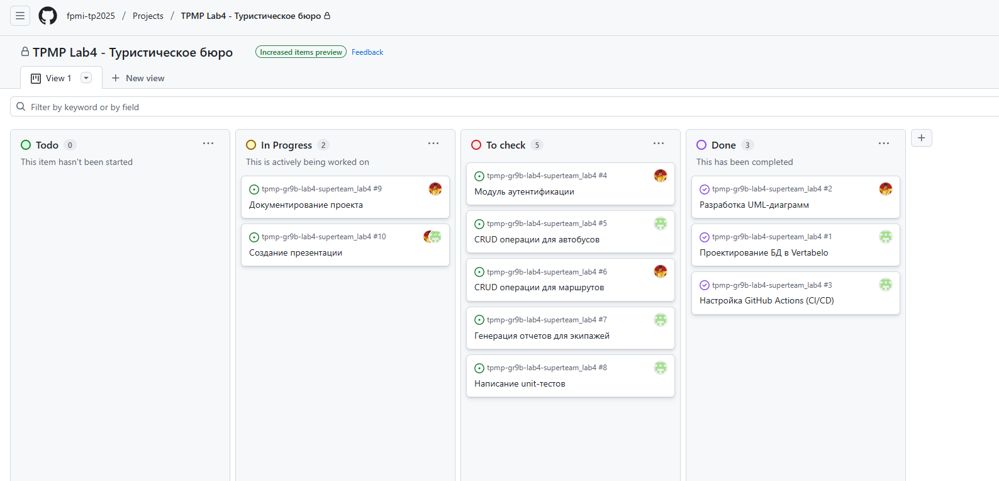 fpmi-tp2025 / Projects / TPMP Lab4 - Туристическое бюро
TPMP Lab4 - Туристическое бюро
Increased items preview Feedback
View 1 New view
Filter by keyword or by field
Todo 0
This item hasn't been started
In Progress 2
This is actively being worked on
tpmp-gr9b-lab4-superteam_lab4 #9
Документирование проекта
tpmp-gr9b-lab4-superteam_lab4 #10
Создание презентации
To check 5
tpmp-gr9b-lab4-superteam_lab4 #4
Модуль аутентификации
tpmp-gr9b-lab4-superteam_lab4 #5
CRUD операции для автобусов
tpmp-gr9b-lab4-superteam_lab4 #6
CRUD операции для маршрутов
tpmp-gr9b-lab4-superteam_lab4 #7
Генерация отчетов для экипажей
tpmp-gr9b-lab4-superteam_lab4 #8
Написание unit-тестов
Done 3
This has been completed
tpmp-gr9b-lab4-superteam_lab4 #2
Разработка UML-диаграмм
tpmp-gr9b-lab4-superteam_lab4 #1
Проектирование БД в Vertabelo
tpmp-gr9b-lab4-superteam_lab4 #3
Настройка GitHub Actions (CI/CD)